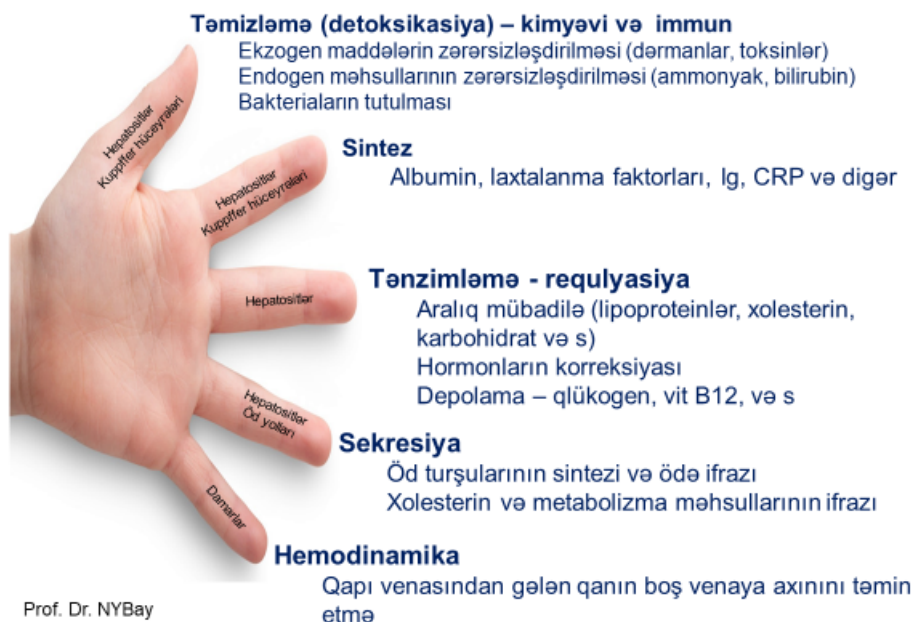 Təmizləmə (detoksikasiya) – kimyəvi və immun
Ekzogen maddələrin zərərsizləşdirilməsi (dərmanlar, toksinlər)
Endogen məhsullarının zərərsizləşdirilməsi (ammonyak, bilirubin)
Bakteriaların tutulması
Hepatositlər
Kuppffer hüceyrələri
Sintez
Albumin, laxtalanma faktorları, Ig, CRP və digər
Hepatositlər
Kuppffer hüceyrələri
Tənzimləmə - requlyasiya
Aralıq mübadilə (lipoproteinlər, xolesterin,
karbohidrat və s)
Hormonların korreksiyası
Depolama – qlükogen, vit B12, və s
Hepatositlər
Sekresiya
Öd turşularının sintezi və ödə ifrazı
Xolesterin və metabolizma məhsullarının ifrazı
Hepatositlər
Öd yolları
Hemodinamika
Qapı venasından gələn qanın boş venaya axınını təmin
etmə
Damarlar
Prof. Dr. NYBay